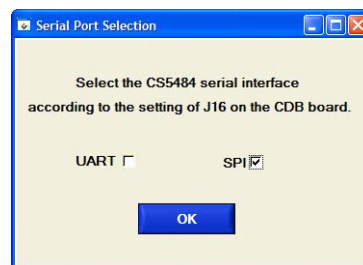 Serial Port Selection
Select the CS5484 serial interface
according to the setting of J16 on the CDB board.
UART SPI
OK